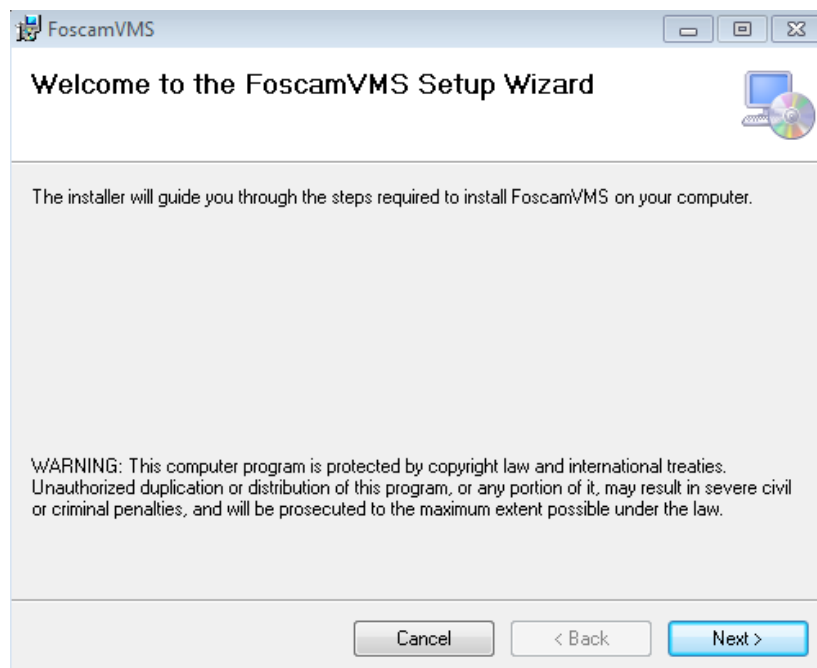 FoscamVMS
Welcome to the FoscamVMS Setup Wizard
The installer will guide you through the steps required to install FoscamVMS on your computer.
WARNING: This computer program is protected by copyright law and international treaties.
Unauthorized duplication or distribution of this program, or any portion of it, may result in severe civil
or criminal penalties, and will be prosecuted to the maximum extent possible under the law.
Cancel
< Back
Next >